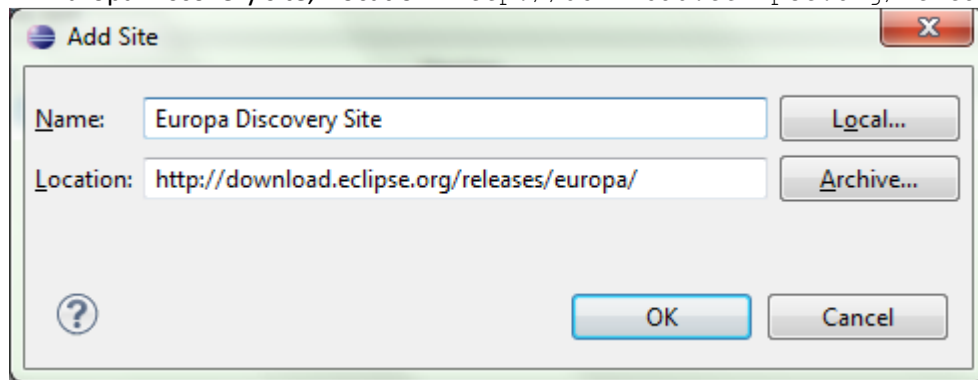 Add Site
Name: Europa Discovery Site Local...
Location: http://download.eclipse.org/releases/europa/ Archive...
? OK Cancel